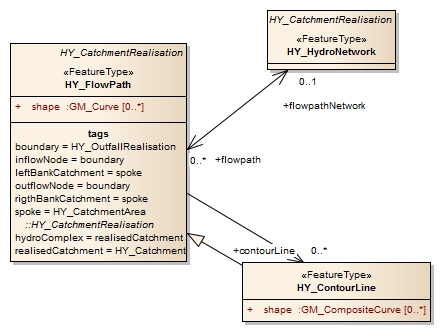 HY_CatchmentRealisation
«FeatureType»
HY_FlowPath
+ shape :GM_Curve [0..*]
tags
boundary = HY_OutfallRealisation
inflowNode = boundary
leftBankCatchment = spoke
outflowNode = boundary
rigthBankCatchment = spoke
spoke = HY_CatchmentArea
::HY_CatchmentRealisation
hydroComplex = realisedCatchment
realisedCatchment = HY_Catchment
HY_CatchmentRealisation
«FeatureType»
HY_HydroNetwork
0..1
+flowpathNetwork
0..* +flowpath
+contourLine 0..*
«FeatureType»
HY_ContourLine
+ shape :GM_CompositeCurve [0..*]